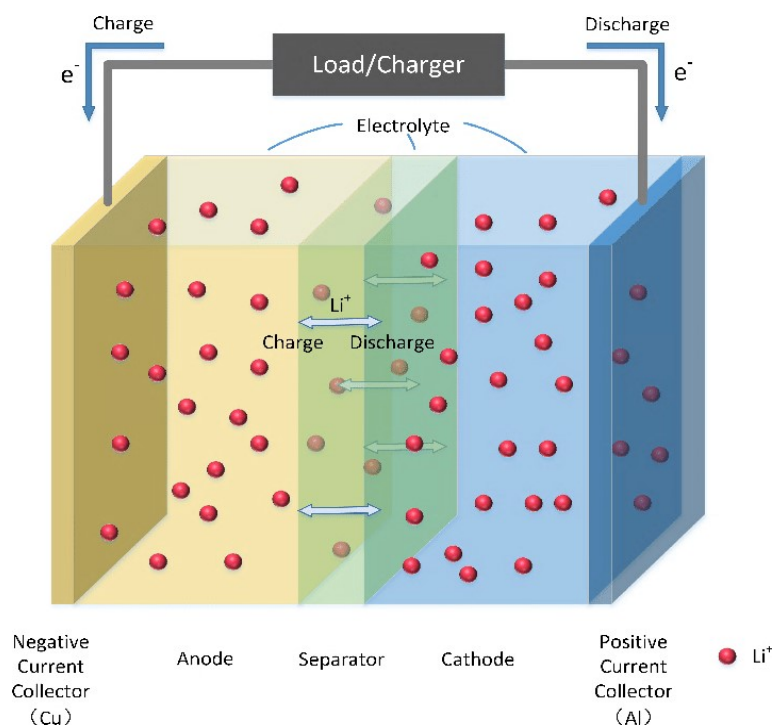 Charge
Discharge
e-
Load/Charger
e-
Electrolyte
Li+
Charge
Discharge
Negative
Current
Collector
（Cu）
Anode
Separator
Cathode
Positive
Current
Collector
（Al）
Li+